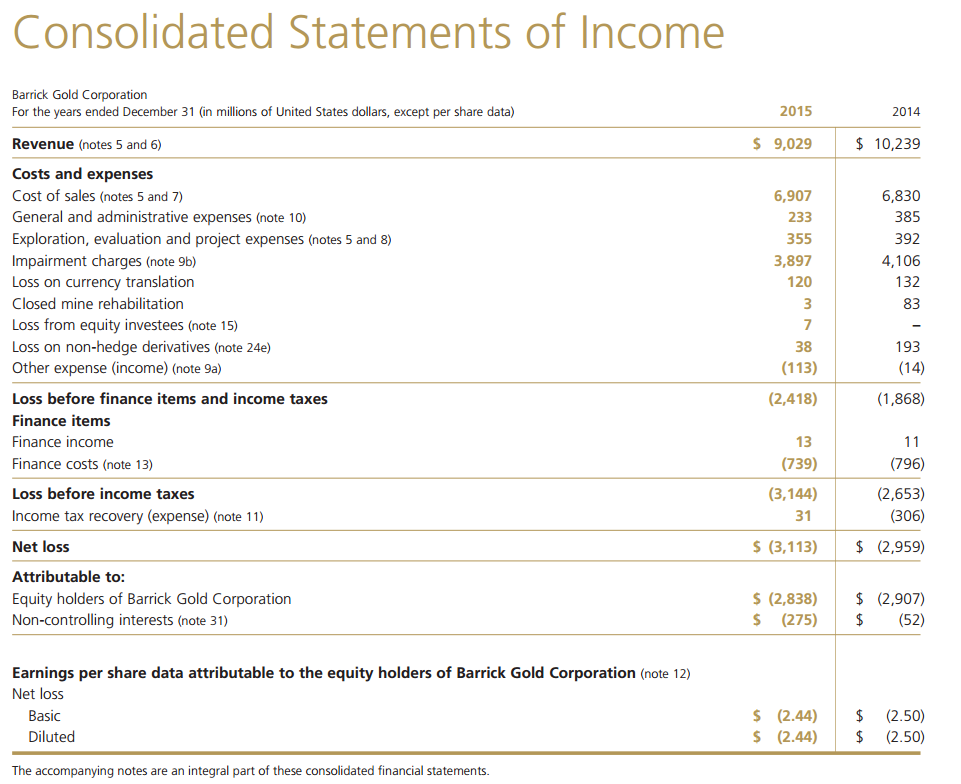 Consolidated Statements of Income
Barrick Gold Corporation
For the years ended December 31 (in millions of United States dollars, except per share data) 2015 2014
Revenue (notes 5 and 6) $ 9,029 $ 10,239
Costs and expenses
Cost of sales (notes 5 and 7) 6,907 6,830
General and administrative expenses (note 10) 233 385
Exploration, evaluation and project expenses (notes 5 and 8) 355 392
Impairment charges (note 9b) 3,897 4,106
Loss on currency translation 120 132
Closed mine rehabilitation 3 83
Loss from equity investees (note 15) 7 –
Loss on non-hedge derivatives (note 24e) 38 193
Other expense (income) (note 9a) (113) (14)
Loss before finance items and income taxes (2,418) (1,868)
Finance items
Finance income 13 11
Finance costs (note 13) (739) (796)
Loss before income taxes (3,144) (2,653)
Income tax recovery (expense) (note 11) 31 (306)
Net loss $ (3,113) $ (2,959)
Attributable to:
Equity holders of Barrick Gold Corporation $ (2,838) $ (2,907)
Non-controlling interests (note 31) $ (275) $ (52)
Earnings per share data attributable to the equity holders of Barrick Gold Corporation (note 12)
Net loss
Basic $ (2.44) $ (2.50)
Diluted $ (2.44) $ (2.50)
The accompanying notes are an integral part of these consolidated financial statements.